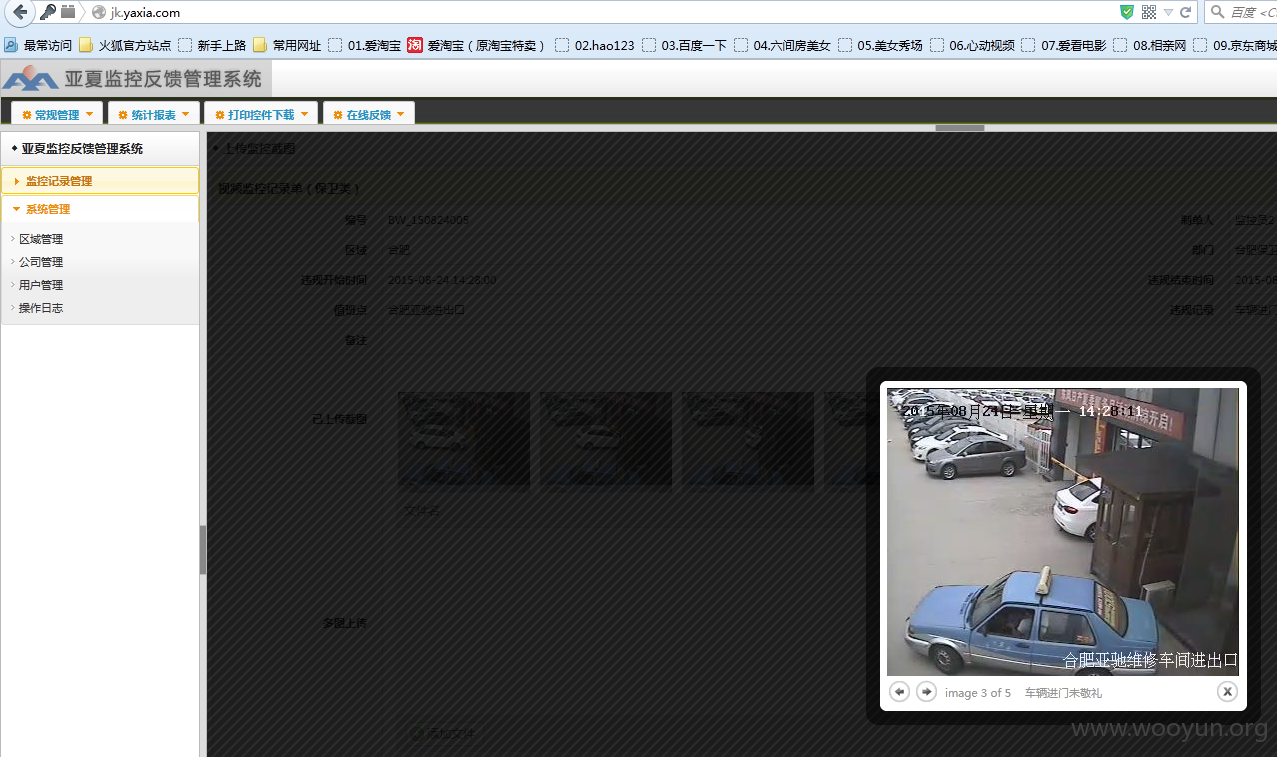 jk.yaxia.com
百度 <C
最常访问 火狐官方站点 新手上路 常用网址 01.爱淘宝 淘 爱淘宝（原淘宝特卖） 02.hao123 03.百度一下 04.六间房美女 05.美女秀场 06.心动视频 07.爱看电影 08.相亲网 09.京东商城
亚夏监控反馈管理系统
常规管理 统计报表 打印控件下载 在线反馈
亚夏监控反馈管理系统
监控记录管理
系统管理
区域管理
公司管理
用户管理
操作日志
上传监控截图
视频监控记录单（保卫类）
编号 BW_150824005 制单人 监控员2
区域 合肥 部门 合肥保卫
违规开始时间 2015-08-24 14:28:00 违规结束时间 2015-08
值班点 合肥亚驰进出口 违规记录 车辆进门
备注
已上传截图
文件名
多图上传
添加文件
2015年08月24日 星期一 14:28:11
合肥亚驰维修车间进出口
image 3 of 5 车辆进门未敬礼
www.wooyun.org